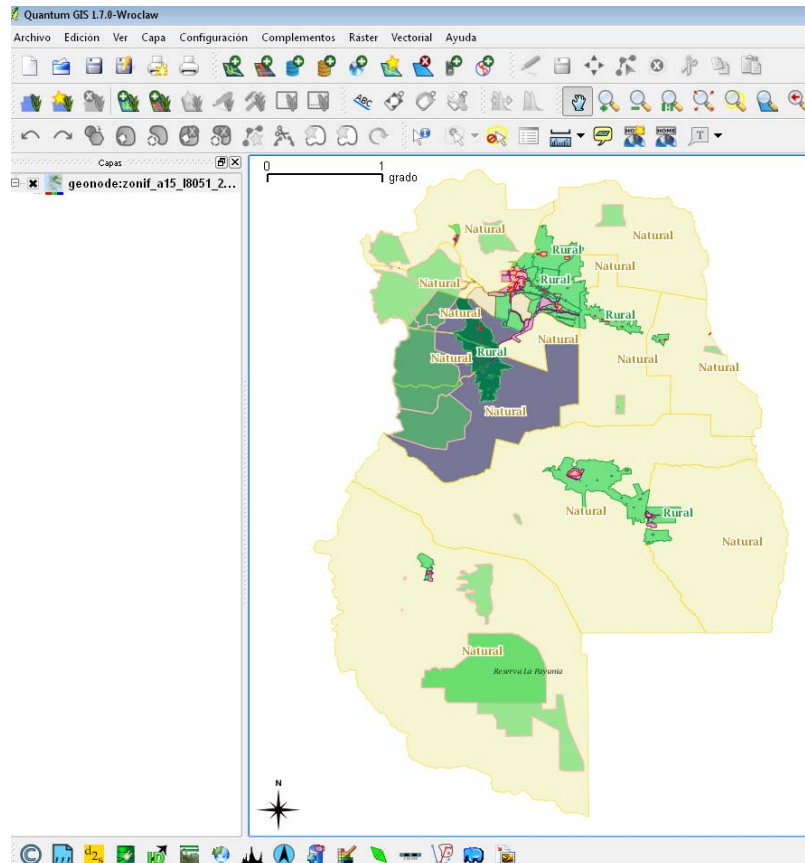 Quantum GIS 1.7.0-Wroclaw
Archivo Edición Ver Capa Configuración Complementos Ráster Vectorial Ayuda
ABC
T
Capas
geonode:zonif_a15_l8051_2...
0 1
grado
Natural
Natural
Rural
Natural
Rural
Natural
Natural
Rural
Natural
Natural
Rural
Natural
Natural
Natural
Natural
Rural
Natural
Natural
Reserva La Payunia
N
d2s